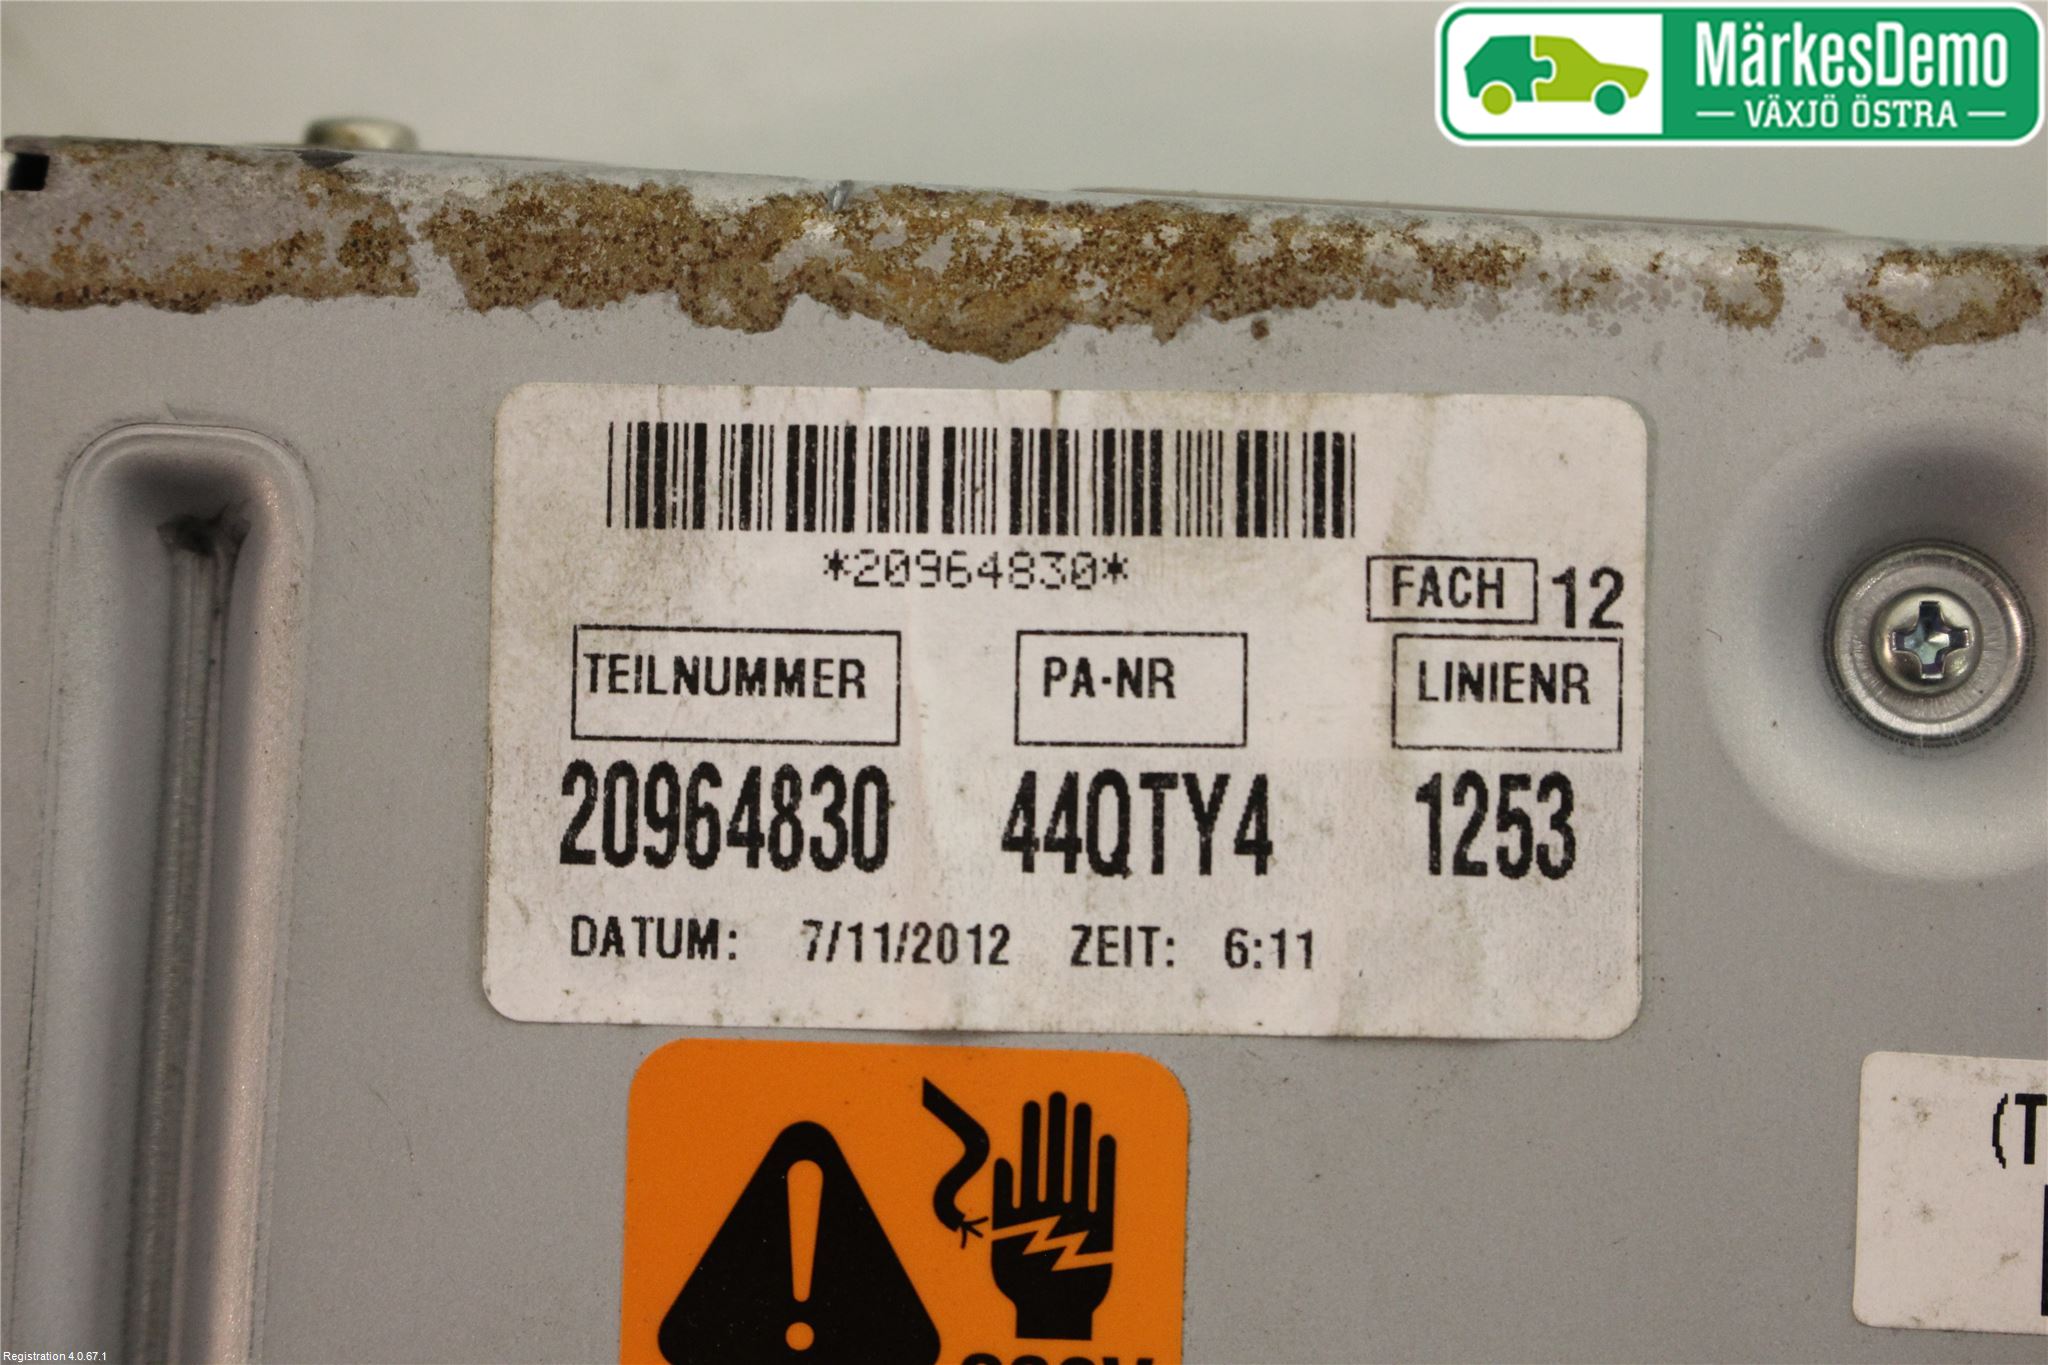 MärkesDemo
VÄXJÖ ÖSTRA
*20964830*
FACH 12
TEILNUMMER PA-NR LINIENR
20964830 44QTY4 1253
DATUM: 7/11/2012 ZEIT: 6:11
(T
Registration 4.0.67.1